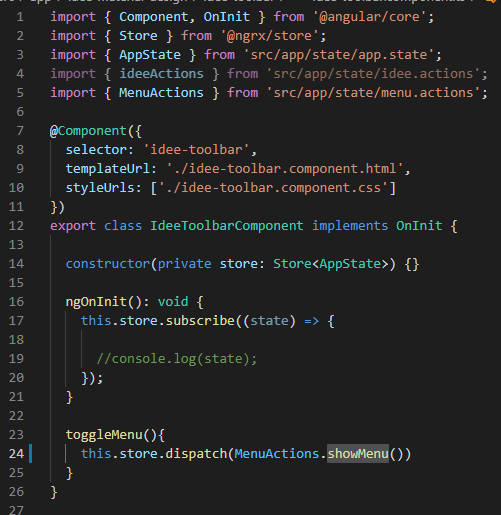 1 import { Component, OnInit } from '@angular/core';
2 import { Store } from '@ngrx/store';
3 import { AppState } from 'src/app/state/app.state';
4 import { ideeActions } from 'src/app/state/idee.actions';
5 import { MenuActions } from 'src/app/state/menu.actions';
6
7 @Component({
8   selector: 'idee-toolbar',
9   templateUrl: './idee-toolbar.component.html',
10   styleUrls: ['./idee-toolbar.component.css']
11 })
12 export class IdeeToolbarComponent implements OnInit {
13
14   constructor(private store: Store<AppState>) {}
15
16   ngOnInit(): void {
17     this.store.subscribe((state) => {
18
19       //console.log(state);
20     });
21   }
22
23   toggleMenu(){
24     this.store.dispatch(MenuActions.showMenu())
25   }
26 }
27